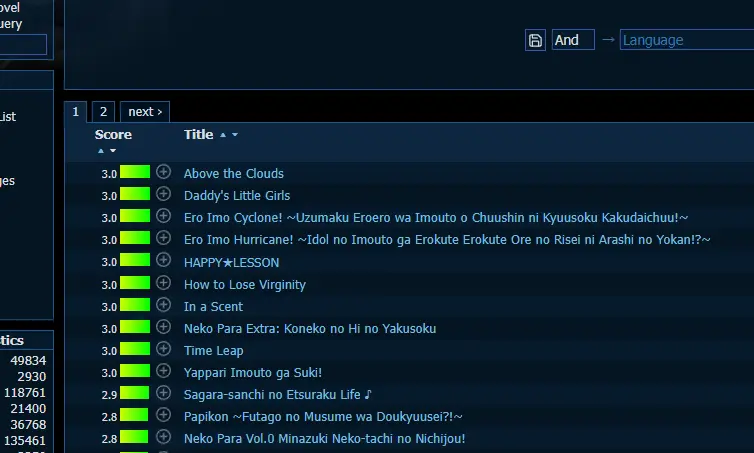 ovel
uery
And → Language
List
ges
1 2 next ›
Score Title
3.0 Above the Clouds
3.0 Daddy's Little Girls
3.0 Ero Imo Cyclone! ~Uzumaku Eroero wa Imouto o Chuushin ni Kyuusoku Kakudaichuu!~
3.0 Ero Imo Hurricane! ~Idol no Imouto ga Erokute Erokute Ore no Risei ni Arashi no Yokan!?~
3.0 HAPPY★LESSON
3.0 How to Lose Virginity
3.0 In a Scent
3.0 Neko Para Extra: Koneko no Hi no Yakusoku
3.0 Time Leap
3.0 Yappari Imouto ga Suki!
2.9 Sagara-sanchi no Etsuraku Life ♪
2.8 Papikon ~Futago no Musume wa Doukyuusei?!~
2.8 Neko Para Vol.0 Minazuki Neko-tachi no Nichijou!
tics
49834
2930
118761
21400
36768
135461